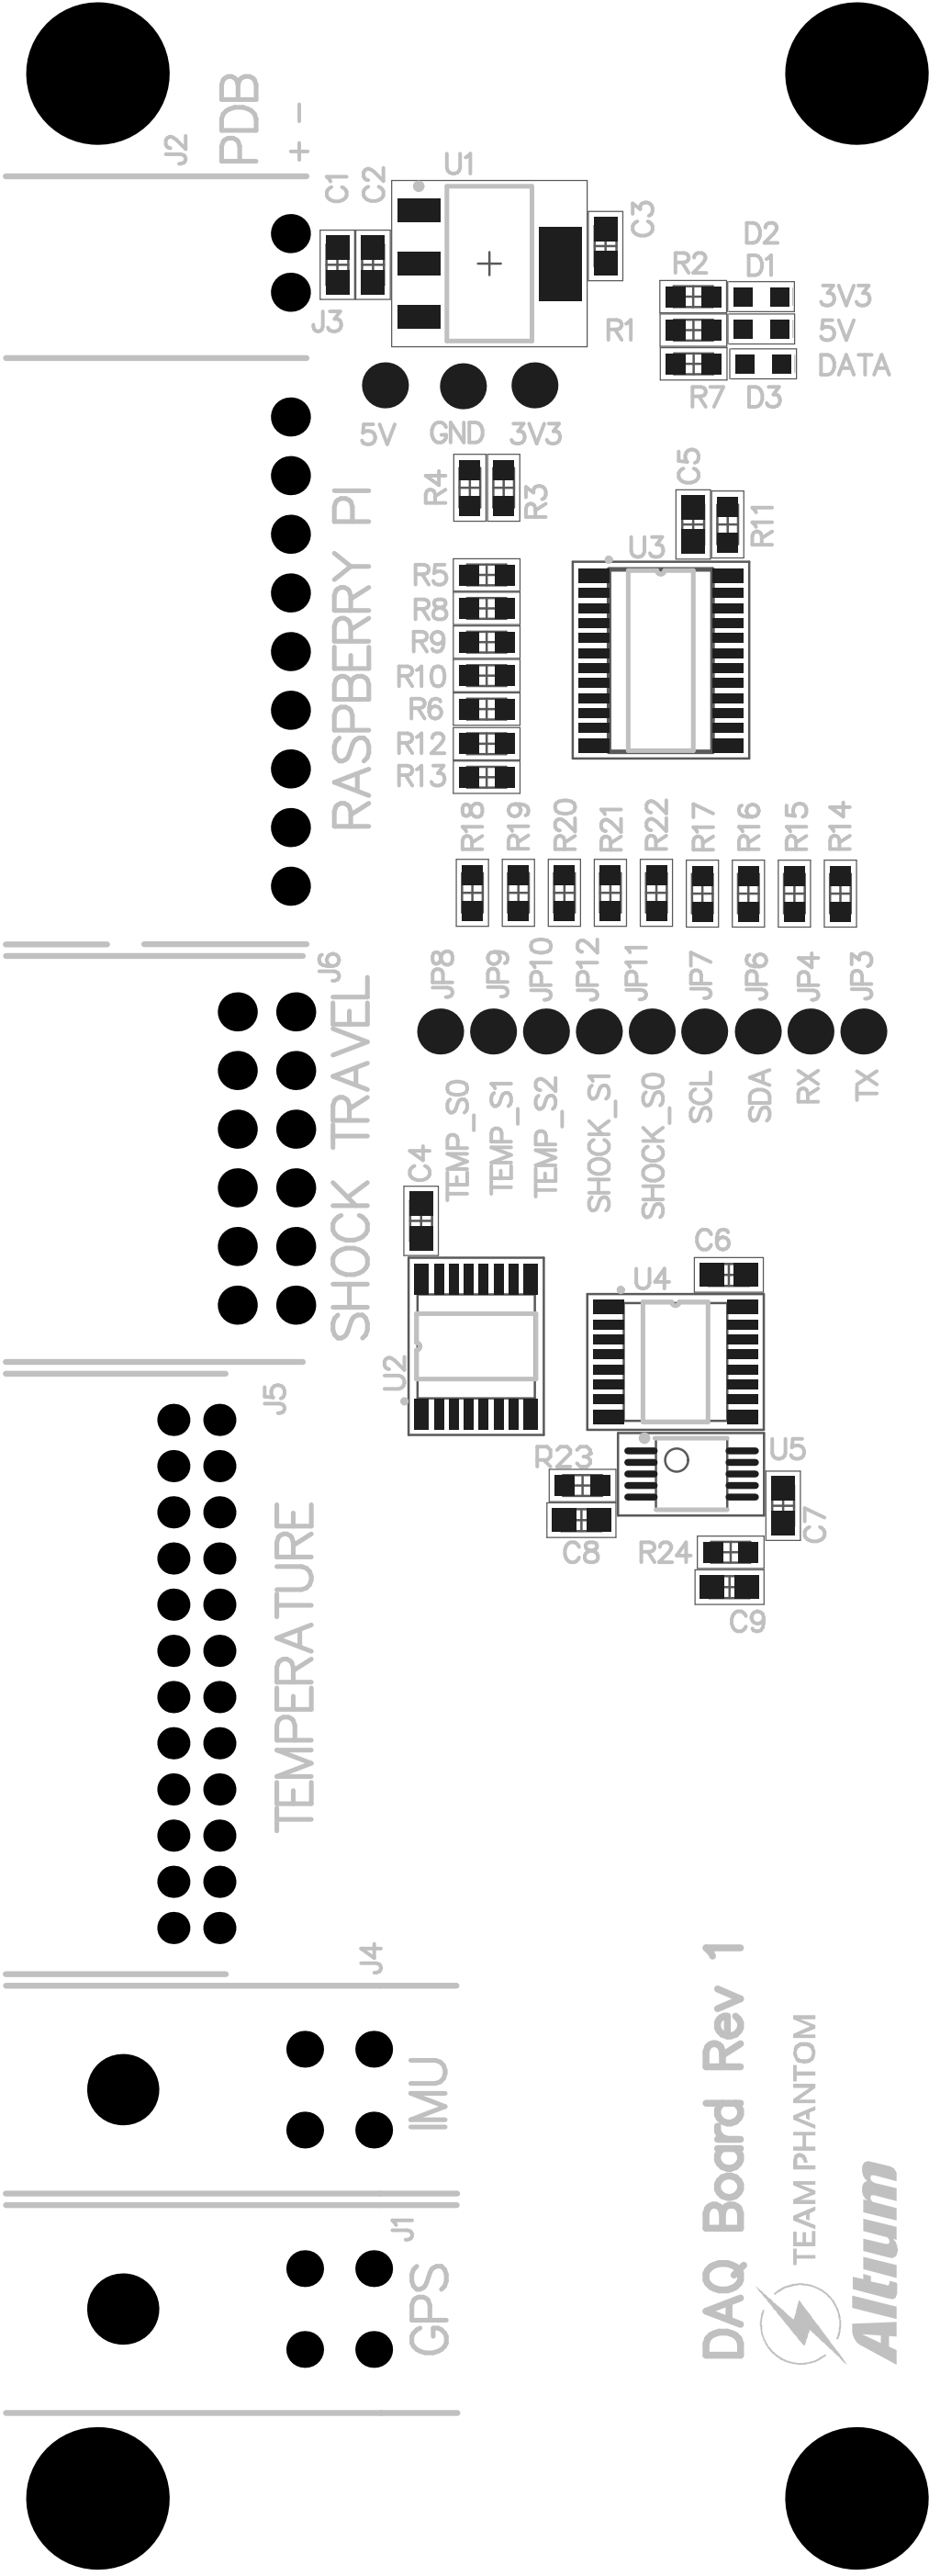 J2
PDB
+ -
C1
C2
U1
C3
D2
R2
D1
3V3
J3
R1
5V
DATA
R7
D3
5V
GND
3V3
R4
R3
C5
R11
RASPBERRY PI
U3
R5
R8
R9
R10
R6
R12
R13
R18
R19
R20
R21
R22
R17
R16
R15
R14
J6
SHOCK TRAVEL
JP8
JP9
JP10
JP12
JP11
JP7
JP6
JP4
JP3
TEMP_S0
TEMP_S1
TEMP_S2
SHOCK_S1
SHOCK_S0
SCL
SDA
RX
TX
C4
C6
U4
U2
J5
TEMPERATURE
R23
U5
C8
R24
C7
C9
J4
IMU
J1
GPS
DAQ Board Rev 1
TEAM PHANTOM
Altium